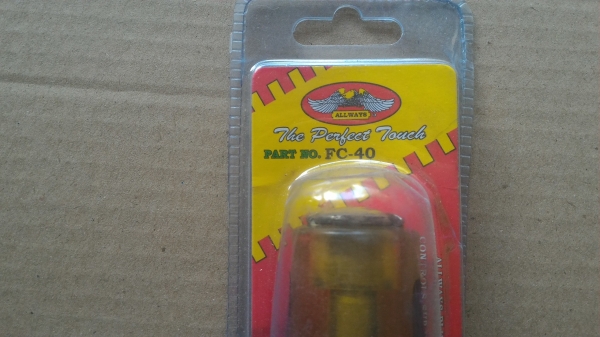 ALLWAYS
The Perfect Touch
PART NO. FC-40